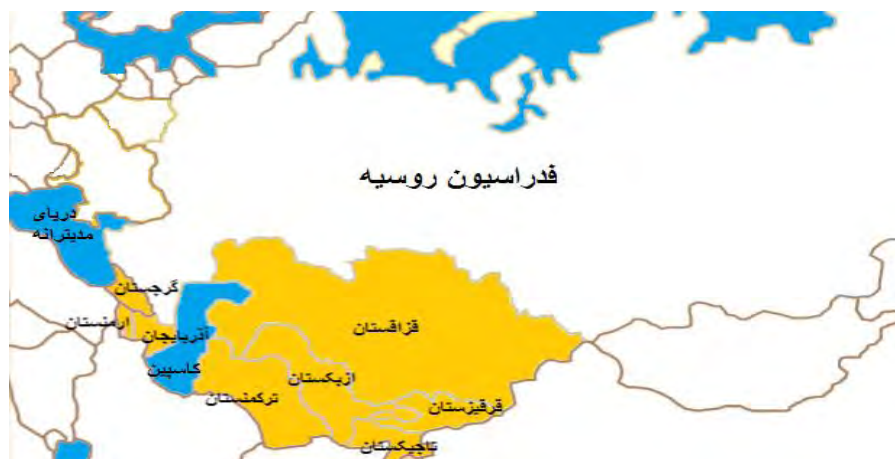 فدراسیون روسیه
دریای
مدیترانه
گرجستان
ارمنستان
آذربایجان
کاسپین
قزاقستان
ازبکستان
ترکمنستان
قرقیزستان
تاجیکستان